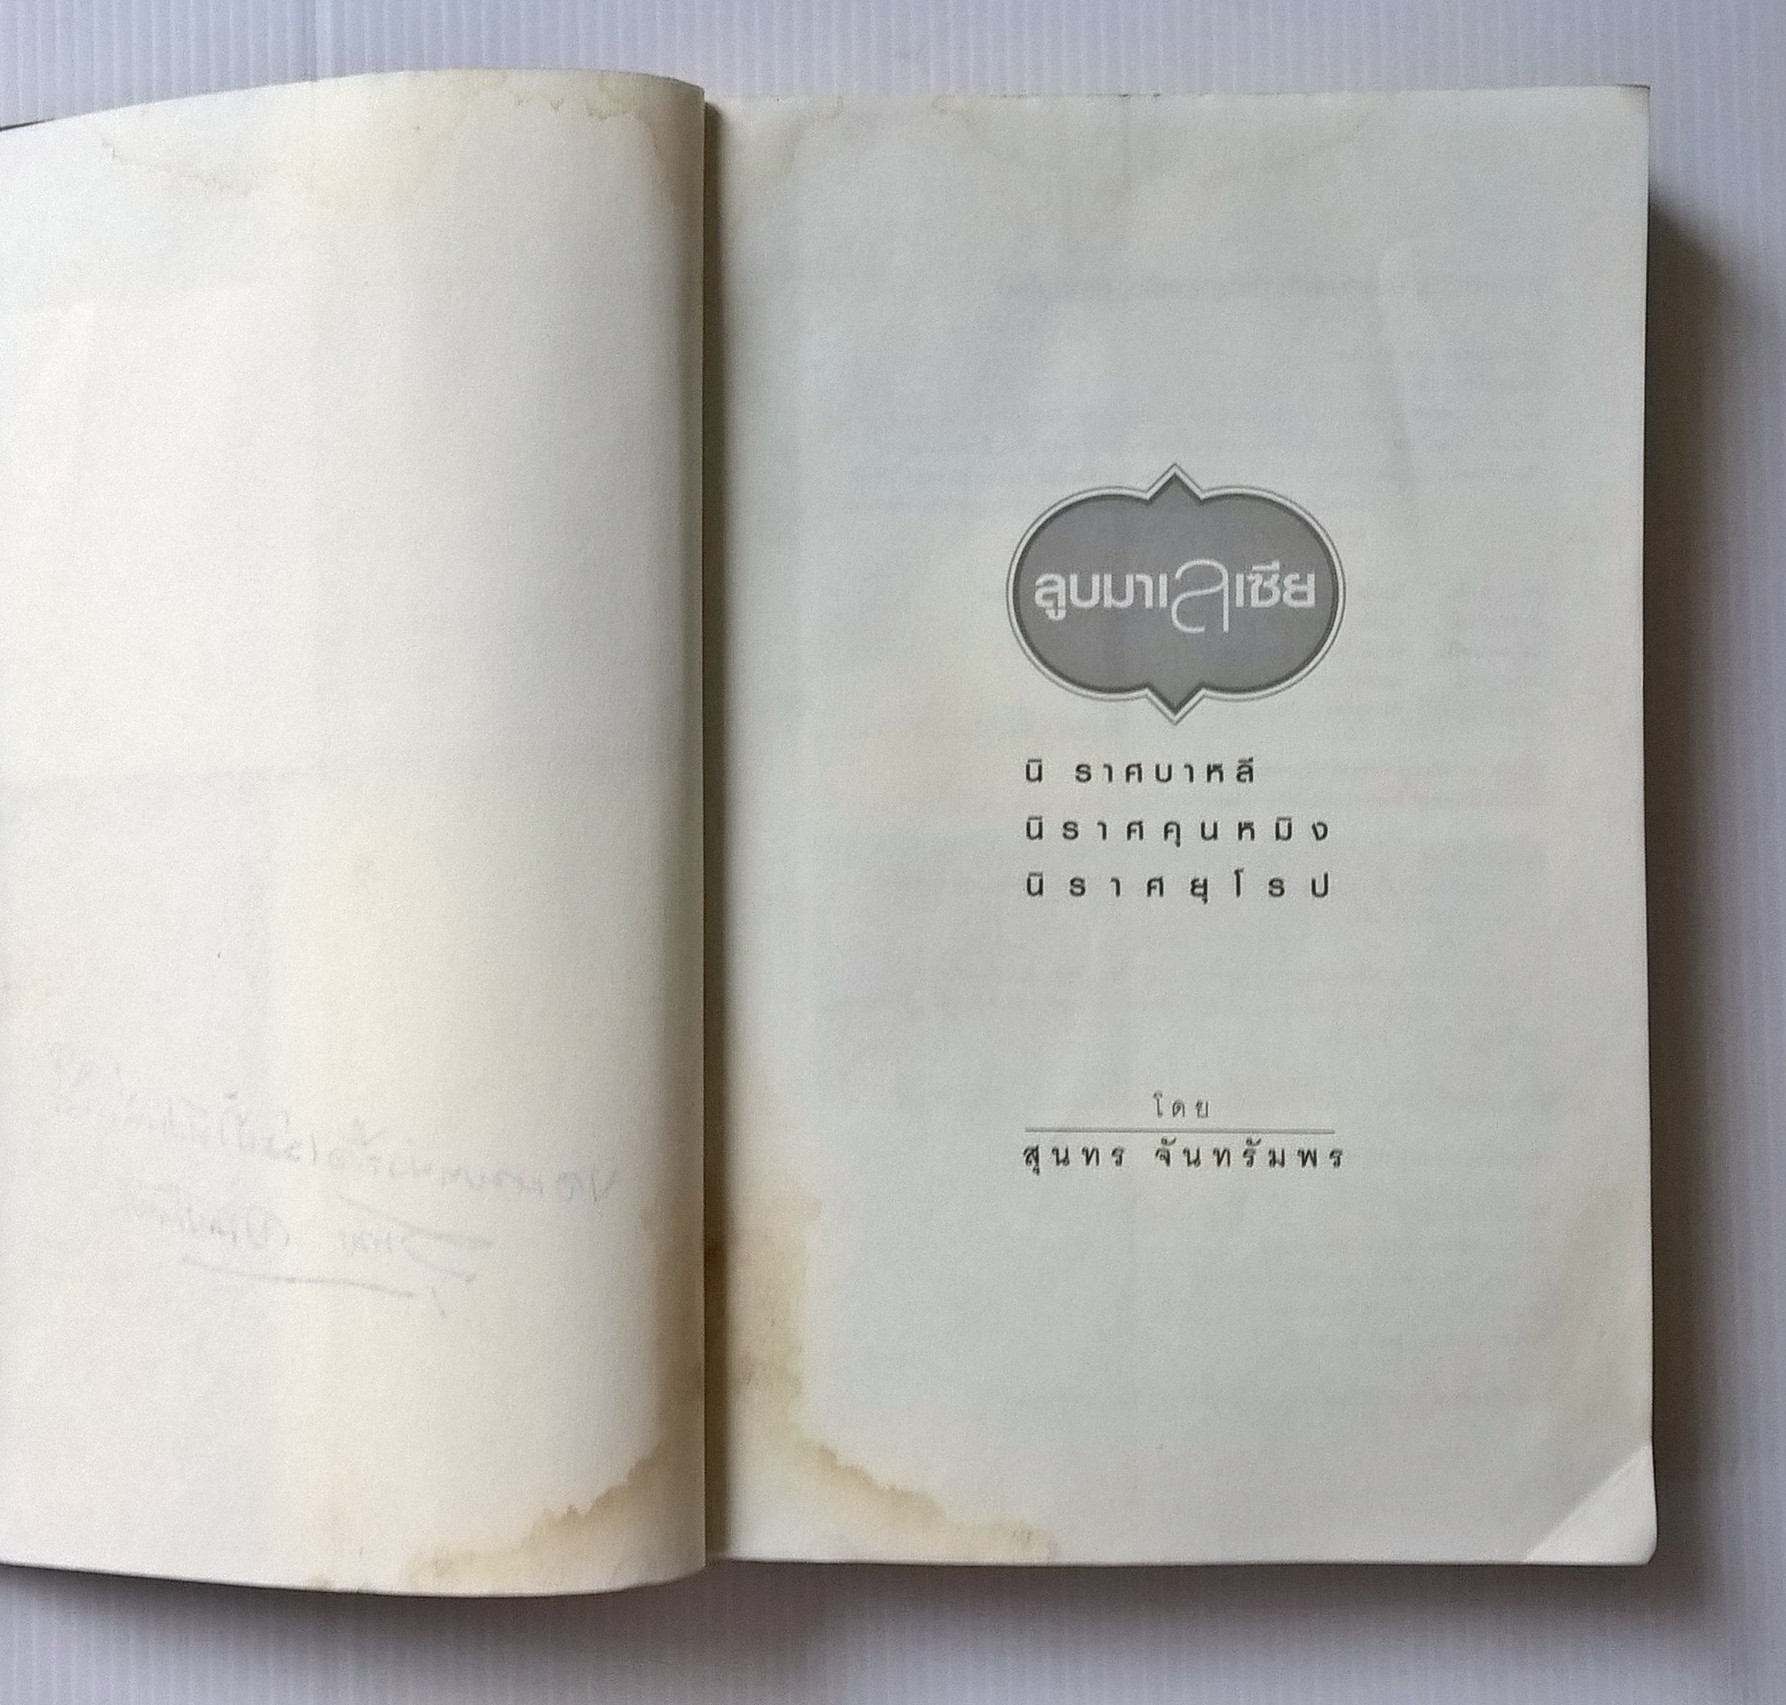 ลูบมาเลเซีย
นิราศบาหลี
นิราศคุนหมิง
นิราศยุโรป
โดย
สุนทร จันทรัมพร